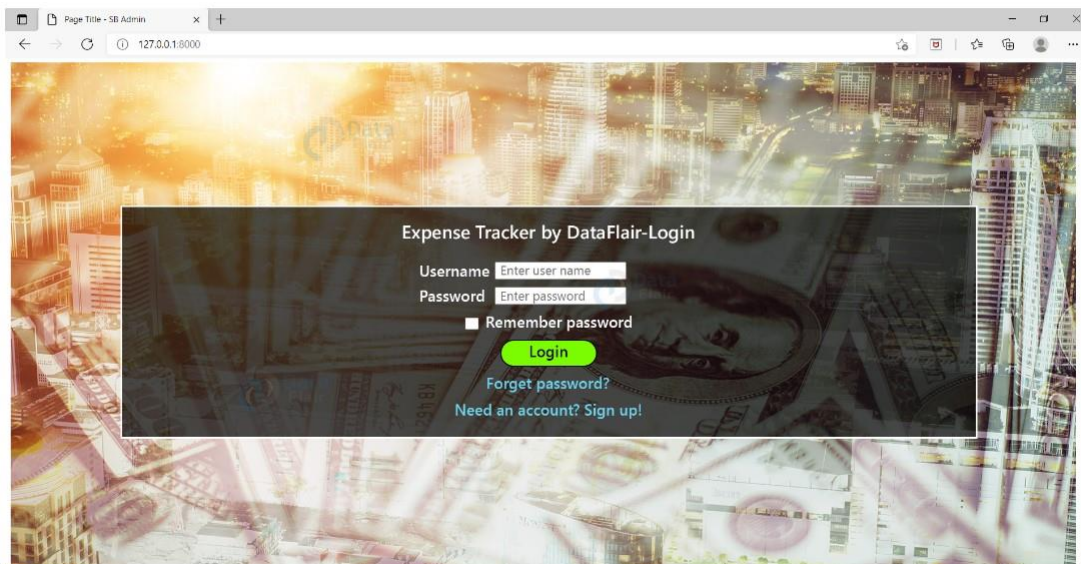 Page Title - SB Admin
127.0.0.1:8000
Expense Tracker by DataFlair-Login
Username Enter user name
Password Enter password
Remember password
Login
Forget password?
Need an account? Sign up!